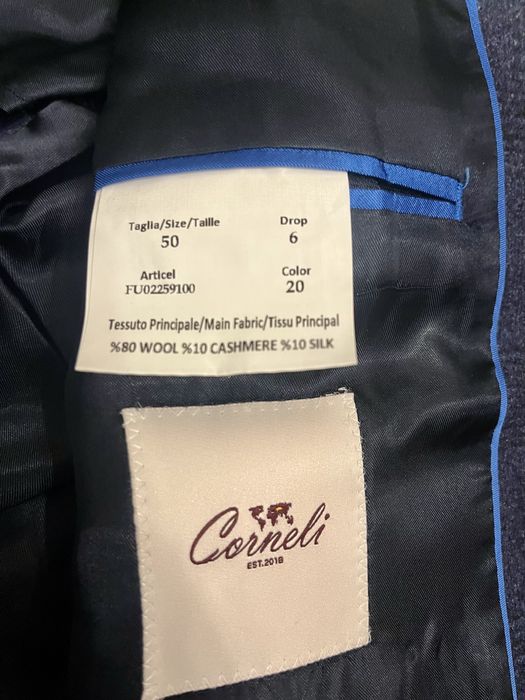 Taglia/Size/Taille Drop
50 6
Articel Color
FU02259100 20
Tessuto Principale/Main Fabric/Tissu Principal
%80 WOOL %10 CASHMERE %10 SILK
Corneli
EST.2018